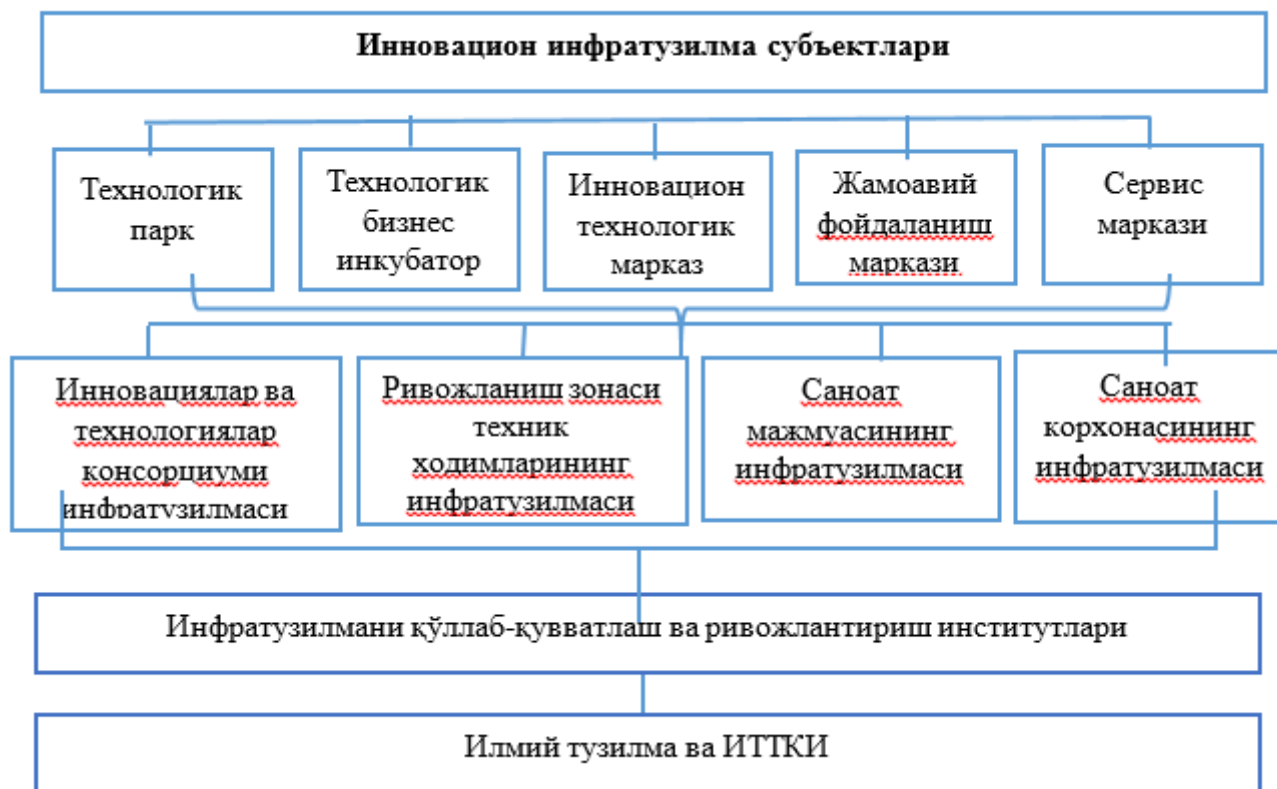 Инновацион инфратузилма субъектлари
Технологик
парк
Технологик
бизнес
инкубатор
Инновацион
технологик
марказ
Жамоавий
фойдаланиш
маркази
Сервис
маркази
Инновациялар ва
технологиялар
консорциуми
инфратузилмаси
Ривожланиш зонаси
техник
ходимларининг
инфратузилмаси
Саноат
мажмуасининг
инфратузилмаси
Саноат
корхонасининг
инфратузилмаси
Инфратузилмани қўллаб-қувватлаш ва ривожлантириш институтлари
Илмий тузилма ва ИТТКИ